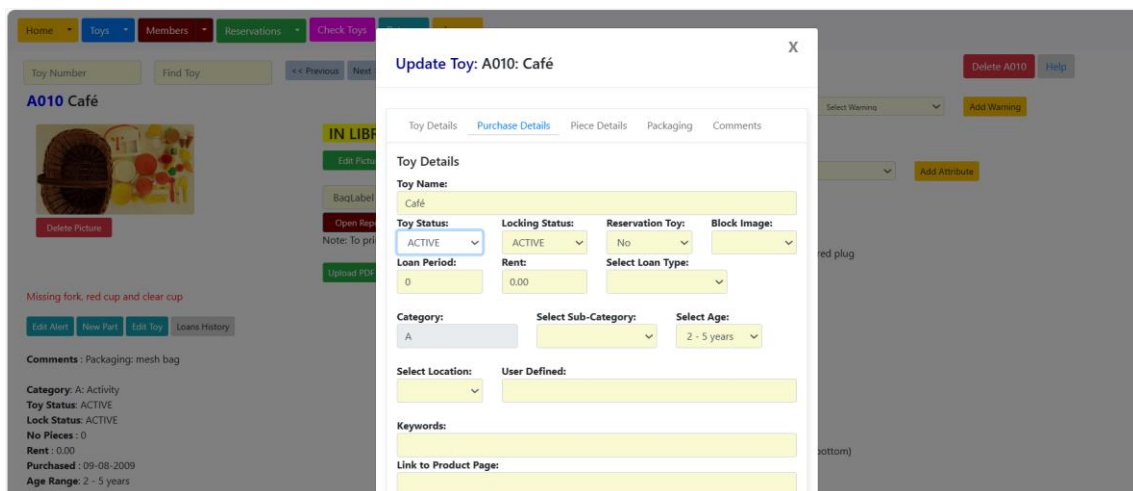 Home Toys Members Reservations Check Toys
X
Update Toy: A010: Café
Toy Number Find Toy << Previous Next
Delete A010 Help
A010 Café
Select Warning Add Warning
Toy Details Purchase Details Piece Details Packaging Comments
IN LIBR
Edit Pictu
Toy Details
Add Attribute
Toy Name:
BagLabel Café
Delete Picture Open Repo Toy Status: Locking Status: Reservation Toy: Block Image:
Note: To pri ACTIVE ACTIVE No
red plug
Loan Period: Rent: Select Loan Type:
Upload PDF 0 0.00
Missing fork, red cup and clear cup
Category: Select Sub-Category: Select Age:
Edit Alert New Part Edit Toy Loans History
A 2 - 5 years
Comments : Packaging: mesh bag
Select Location: User Defined:
Category: A: Activity
Toy Status: ACTIVE
Lock Status: ACTIVE
Keywords:
No Pieces : 0
Rent : 0.00
ottom)
Purchased : 09-08-2009
Link to Product Page:
Age Range: 2 - 5 years